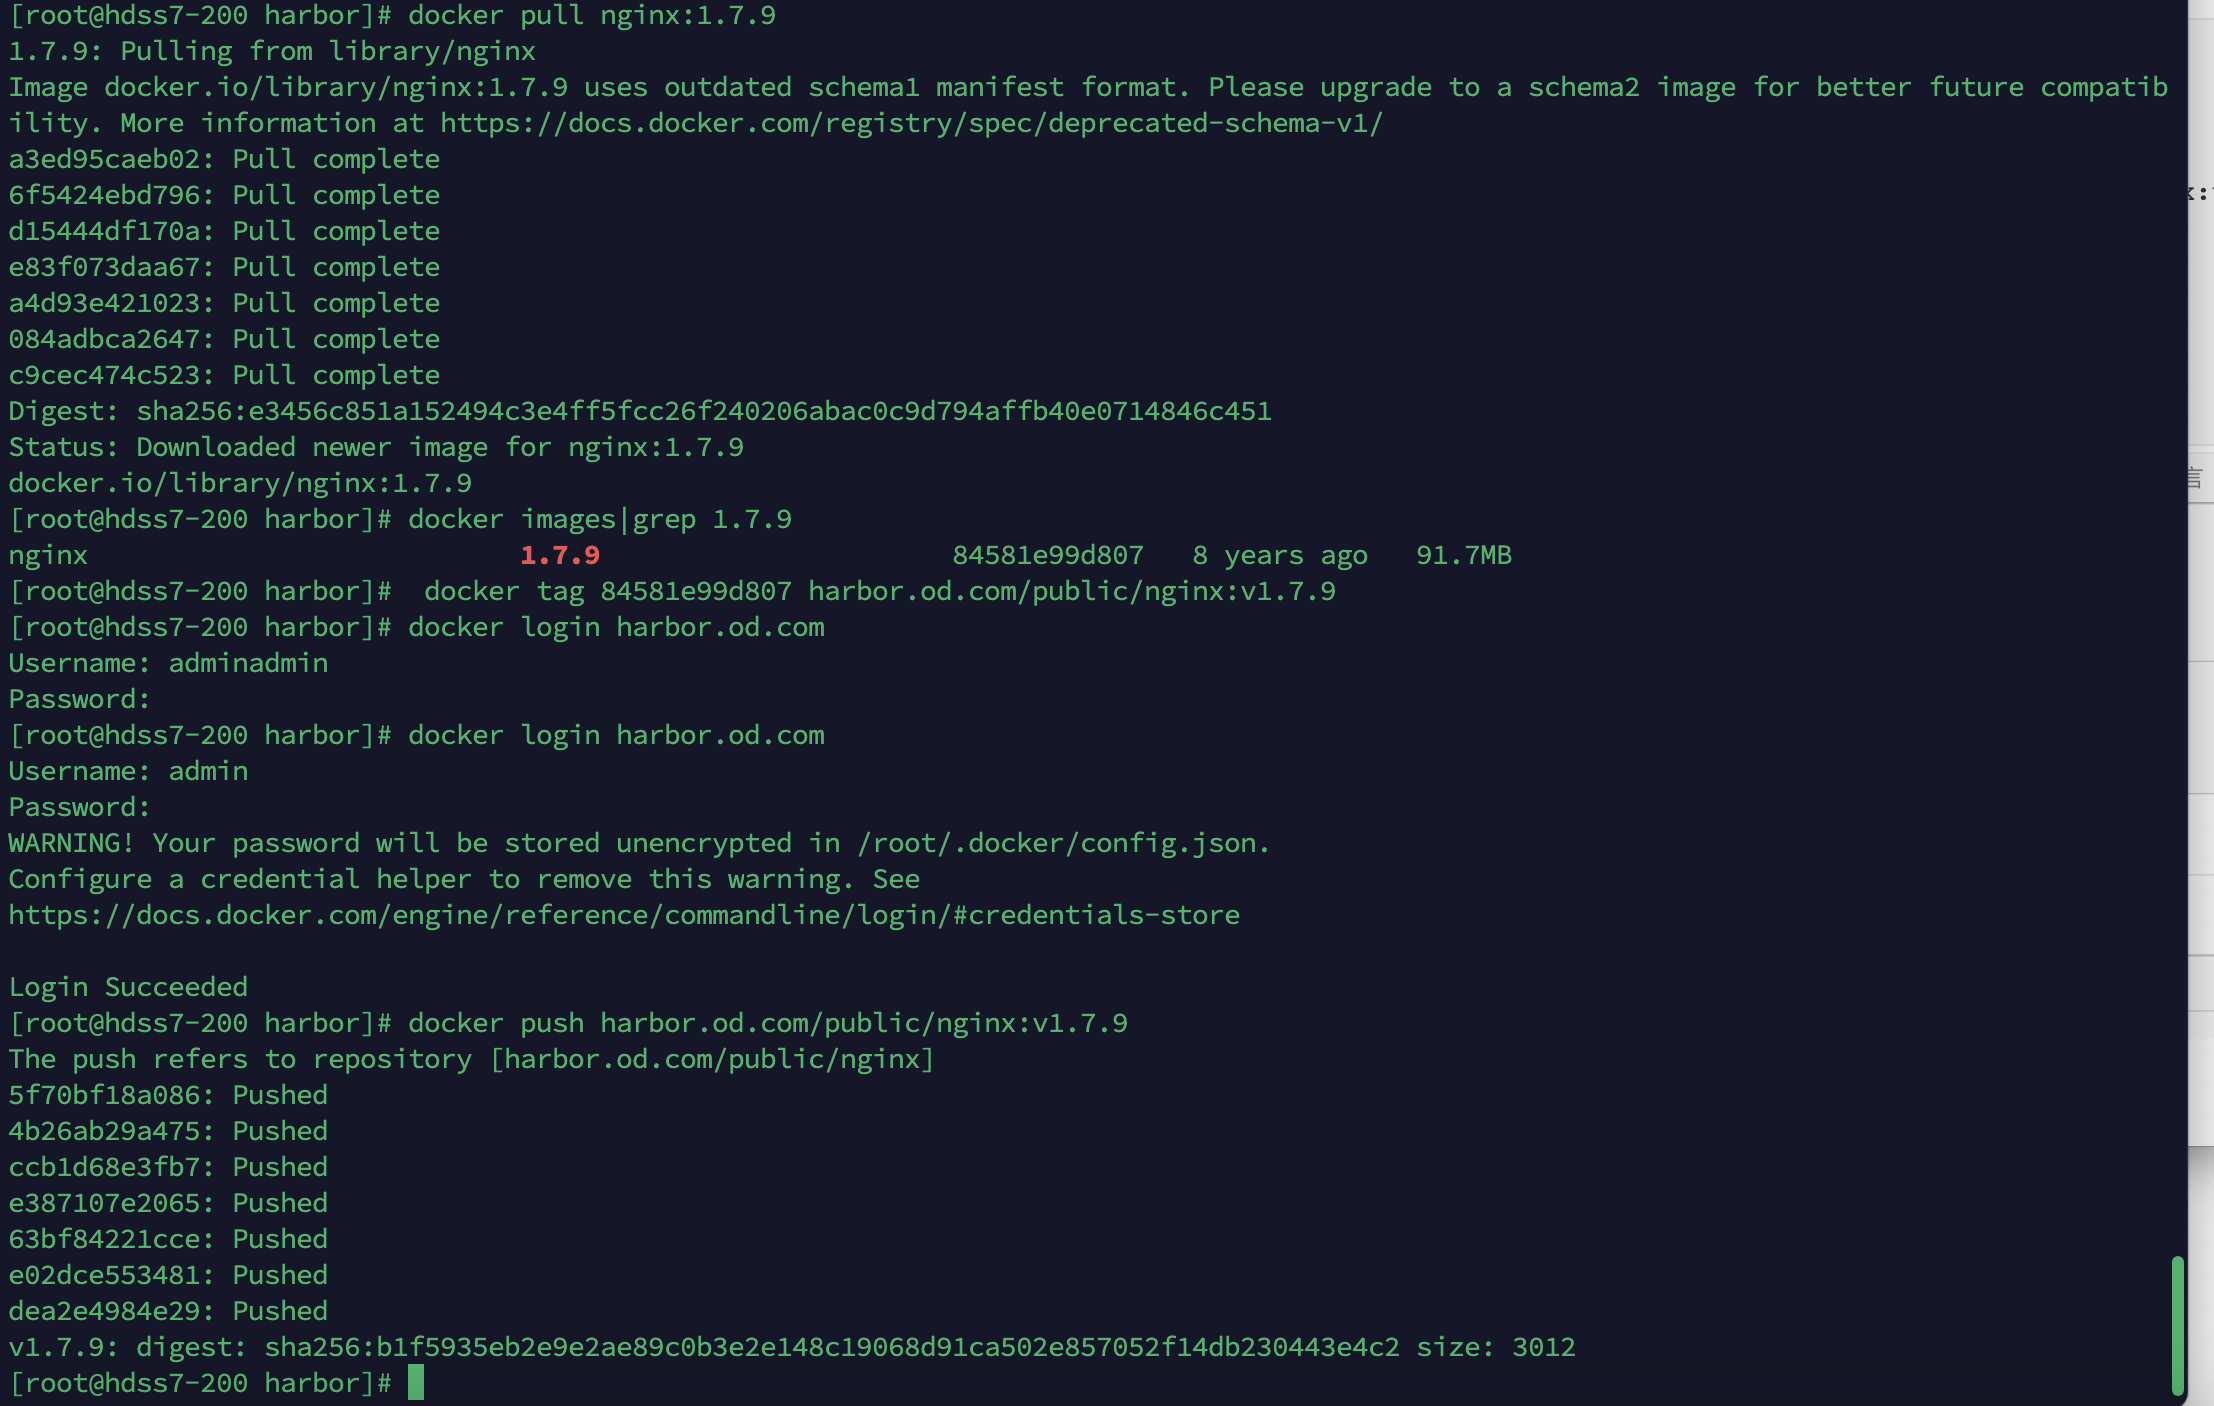 [root@hdss7-200 harbor]# docker pull nginx:1.7.9
1.7.9: Pulling from library/nginx
Image docker.io/library/nginx:1.7.9 uses outdated schema1 manifest format. Please upgrade to a schema2 image for better future compatib
ility. More information at https://docs.docker.com/registry/spec/deprecated-schema-v1/
a3ed95caeb02: Pull complete
6f5424ebd796: Pull complete
d15444df170a: Pull complete
e83f073daa67: Pull complete
a4d93e421023: Pull complete
084adbca2647: Pull complete
c9cec474c523: Pull complete
Digest: sha256:e3456c851a152494c3e4ff5fcc26f240206abac0c9d794affb40e0714846c451
Status: Downloaded newer image for nginx:1.7.9
docker.io/library/nginx:1.7.9
[root@hdss7-200 harbor]# docker images|grep 1.7.9
nginx 1.7.9 84581e99d807 8 years ago 91.7MB
[root@hdss7-200 harbor]#  docker tag 84581e99d807 harbor.od.com/public/nginx:v1.7.9
[root@hdss7-200 harbor]# docker login harbor.od.com
Username: adminadmin
Password:
[root@hdss7-200 harbor]# docker login harbor.od.com
Username: admin
Password:
WARNING! Your password will be stored unencrypted in /root/.docker/config.json.
Configure a credential helper to remove this warning. See
https://docs.docker.com/engine/reference/commandline/login/#credentials-store
Login Succeeded
[root@hdss7-200 harbor]# docker push harbor.od.com/public/nginx:v1.7.9
The push refers to repository [harbor.od.com/public/nginx]
5f70bf18a086: Pushed
4b26ab29a475: Pushed
ccb1d68e3fb7: Pushed
e387107e2065: Pushed
63bf84221cce: Pushed
e02dce553481: Pushed
dea2e4984e29: Pushed
v1.7.9: digest: sha256:b1f5935eb2e9e2ae89c0b3e2e148c19068d91ca502e857052f14db230443e4c2 size: 3012
[root@hdss7-200 harbor]#